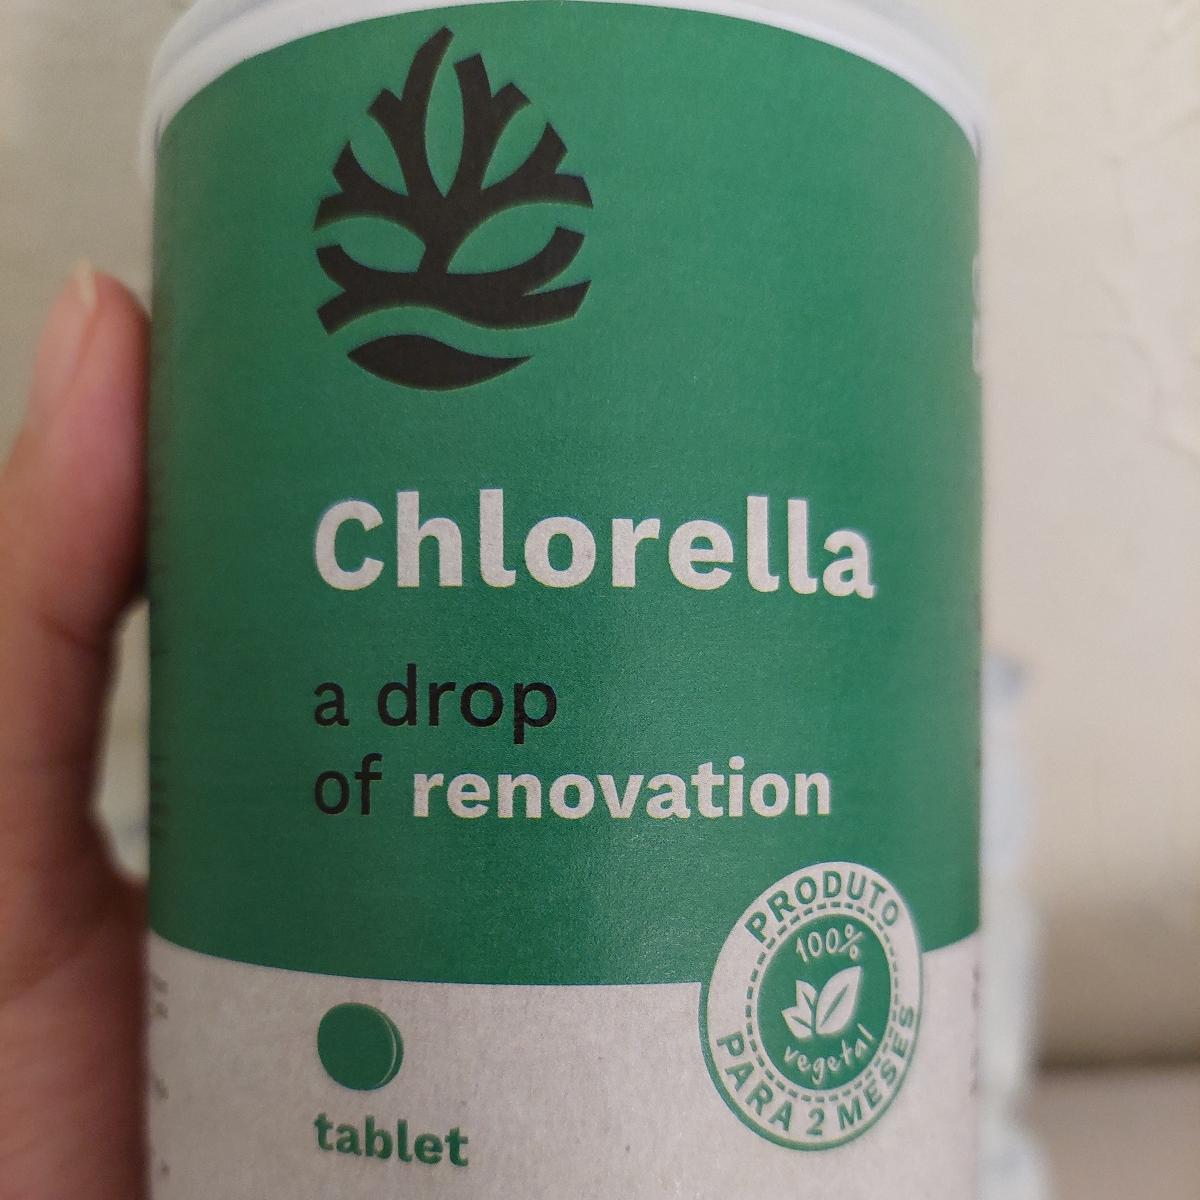 Chlorella
a drop
of renovation
PRODUTO
100%
vegetal
PARA 2 MESES
tablet